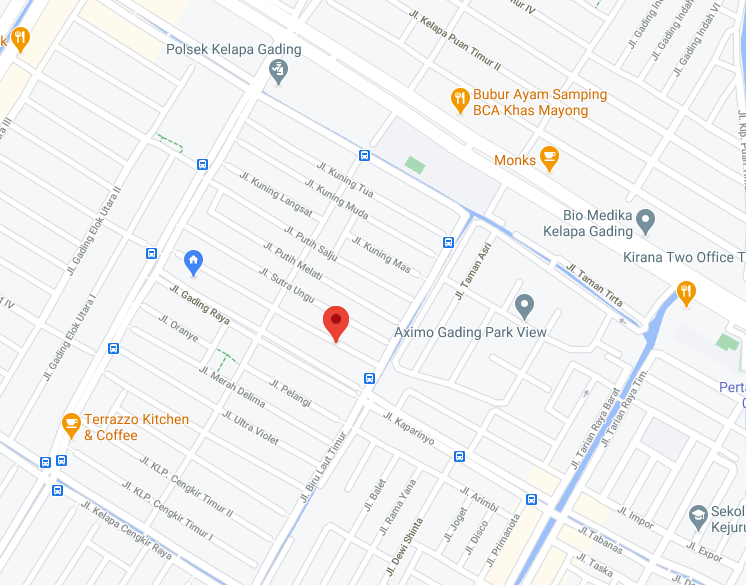 Polsek Kelapa Gading
Jl. Kelapa Puan Timur II
Bubur Ayam Samping
BCA Khas Mayong
Monks
Bio Medika
Kelapa Gading
Kirana Two Office T
Jl. Gading Indah VI
Jl. Gading Elok Utara II
Jl. Gading Elok Utara I
Jl. Kuning Tua
Jl. Kuning Muda
Jl. Kuning Langsat
Jl. Putih Salju
Jl. Kuning Mas
Jl. Putih Melati
Jl. Sutra Ungu
Jl. Taman Asri
Jl. Taman Tirta
Jl. Gading Raya
Jl. Oranye
Aximo Gading Park View
Jl. Merah Delima
Jl. Pelangi
Jl. Ultra Violet
Jl. Kaparinyo
Jl. Tarian Raya Barat
Jl. Tarian Raya Tim.
Terrazzo Kitchen
& Coffee
Jl. Biru Laut Timur
Jl. KLP. Cengkir Timur II
Jl. KLP. Cengkir Timur I
Jl. Kelapa Cengkir Raya
Jl. Balet
Jl. Rama Yana
Jl. Dewi Shinta
Jl. Joget
Jl. Disco
Jl. Primanota
Jl. Arimbi
Jl. Impor
Jl. Expor
Jl. Tabanas
Jl. Taska
Sekol
Kejuru